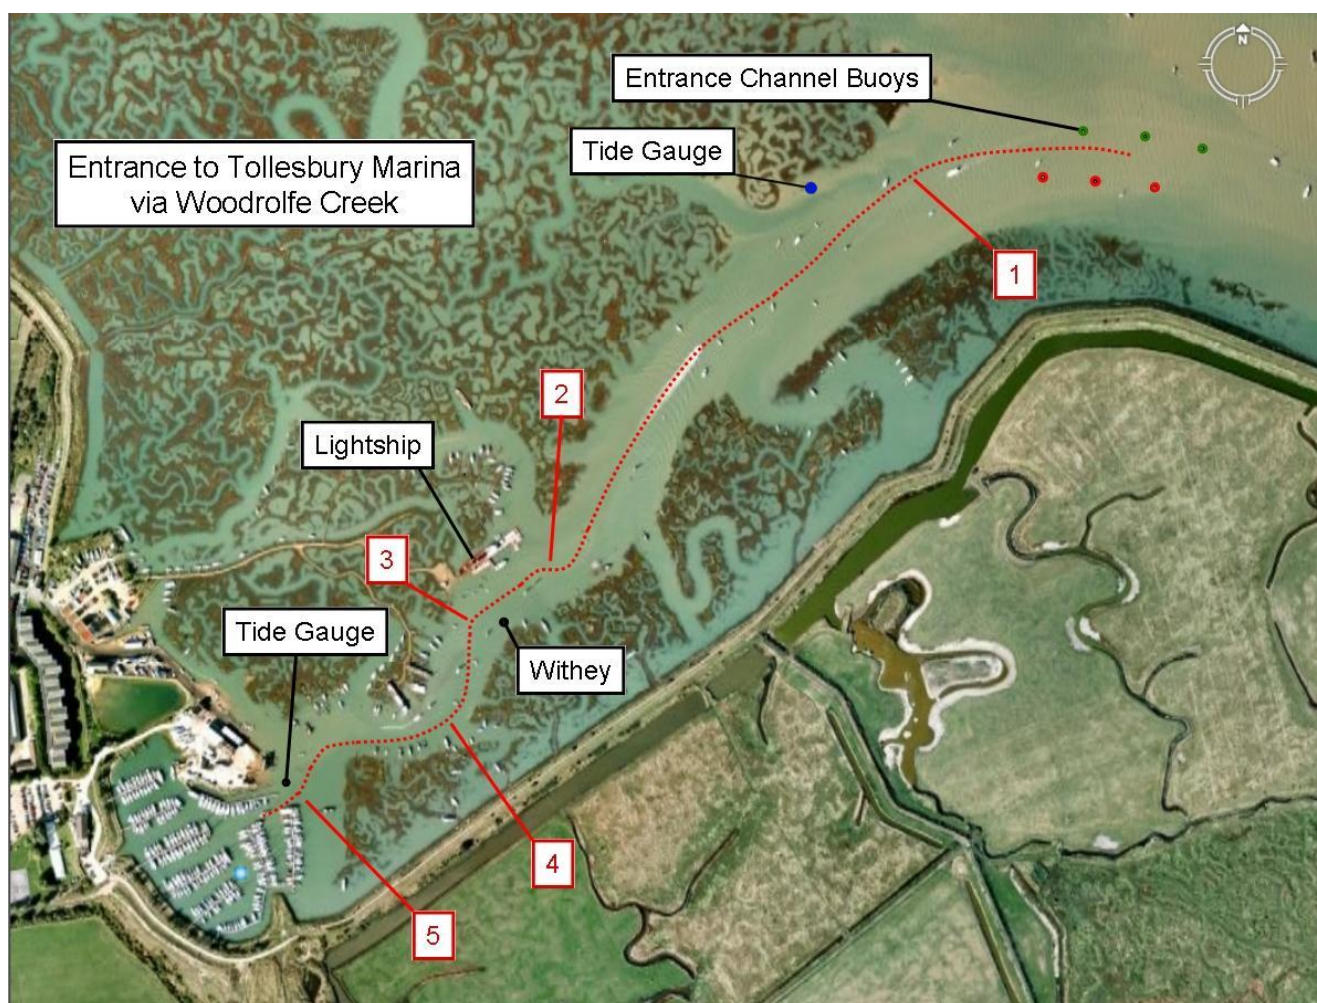 N
Entrance Channel Buoys
Tide Gauge
Entrance to Tollesbury Marina
via Woodrolfe Creek
1
2
Lightship
3
Tide Gauge
Withey
4
5